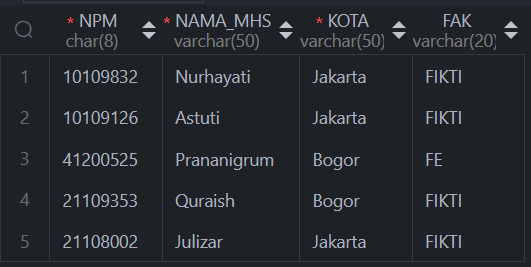 * NPM * NAMA_MHS * KOTA FAK
char(8) varchar(50) varchar(50) varchar(20)
1 10109832 Nurhayati Jakarta FIKTI
2 10109126 Astuti Jakarta FIKTI
3 41200525 Prananigrum Bogor FE
4 21109353 Quraish Bogor FIKTI
5 21108002 Julizar Jakarta FIKTI